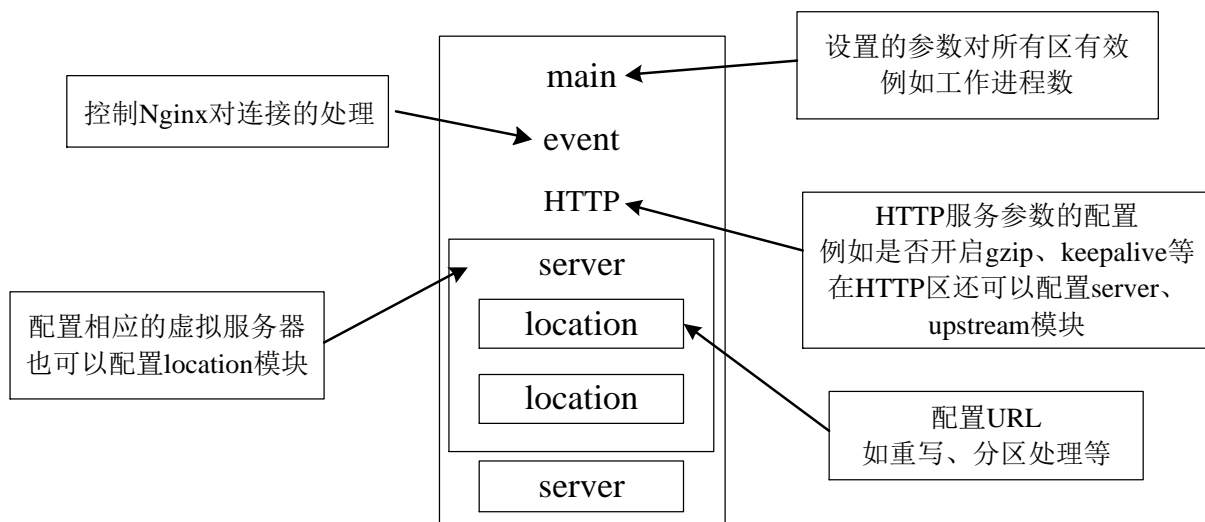 设置的参数对所有区有效
例如工作进程数
main
控制Nginx对连接的处理
event
HTTP
HTTP服务参数的配置
例如是否开启gzip、keepalive等
在HTTP区还可以配置server、
upstream模块
server
配置相应的虚拟服务器
也可以配置location模块
location
location
配置URL
如重写、分区处理等
server